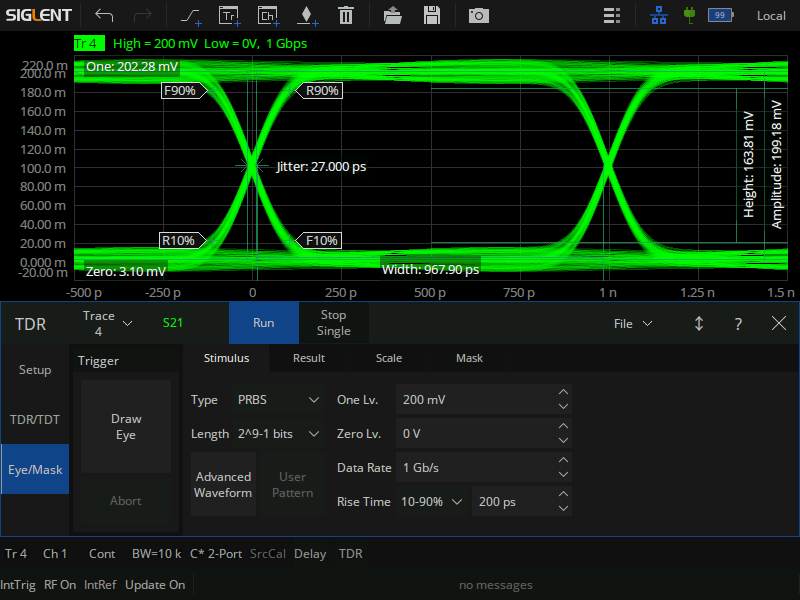 SIGLENT Tr Ch 99 Local
Tr 4 High = 200 mV Low = 0V, 1 Gbps
220.0 m
200.0 m
180.0 m
160.0 m
140.0 m
120.0 m
100.0 m
80.00 m
60.00 m
40.00 m
20.00 m
0.000 m
-20.00 m
One: 202.28 mV
F90% R90%
Jitter: 27.000 ps
Height: 163.81 mV
Amplitude: 199.18 mV
R10% F10%
Zero: 3.10 mV
Width: 967.90 ps
-500 p -250 p 0 250 p 500 p 750 p 1 n 1.25 n 1.5 n
TDR Trace 4 S21 Run Stop Single File ?
Setup
TDR/TDT
Eye/Mask
Trigger
Draw Eye
Abort
Stimulus Result Scale Mask
Type PRBS One Lv. 200 mV
Length 2^9-1 bits Zero Lv. 0 V
Data Rate 1 Gb/s
Advanced Waveform User Pattern
Rise Time 10-90% 200 ps
Tr 4 Ch 1 Cont BW=10 k C* 2-Port SrcCal Delay TDR
IntTrig RF On IntRef Update On no messages